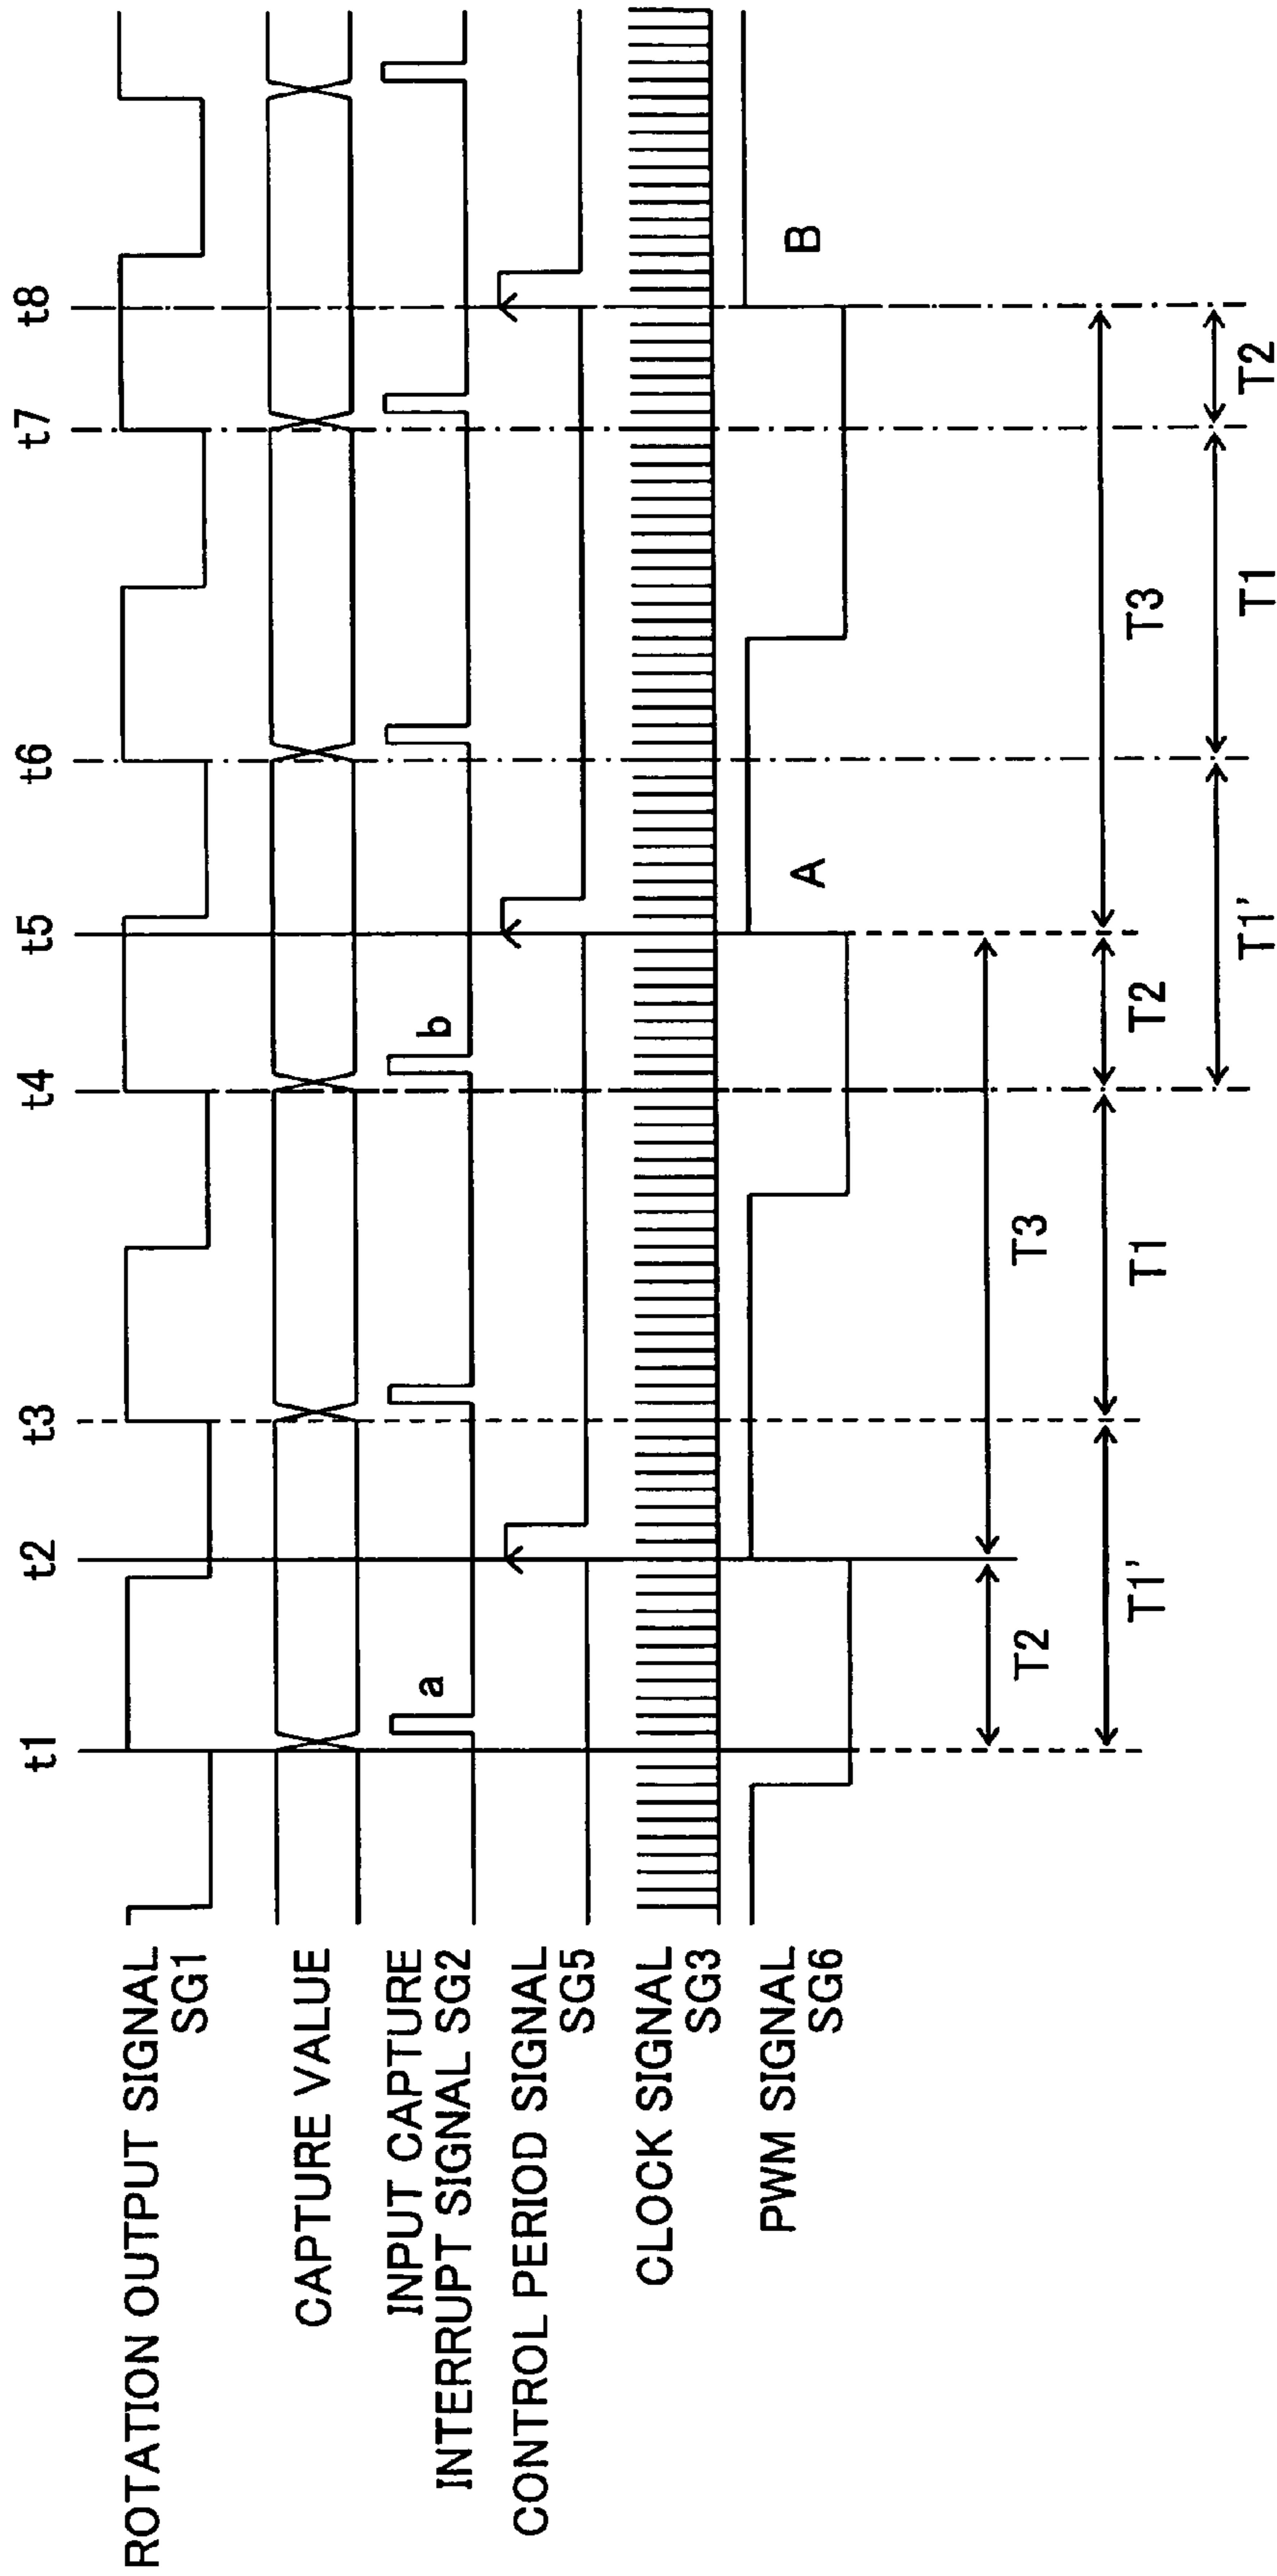 t1 t2 t3 t4 t5 t6 t7 t8
ROTATION OUTPUT SIGNAL
SG1
CAPTURE VALUE
INPUT CAPTURE
INTERRUPT SIGNAL SG2
a b
CONTROL PERIOD SIGNAL
SG5
CLOCK SIGNAL
SG3
PWM SIGNAL
SG6
A B
T2 T3
T1' T1 T2 T3
T1' T1 T2